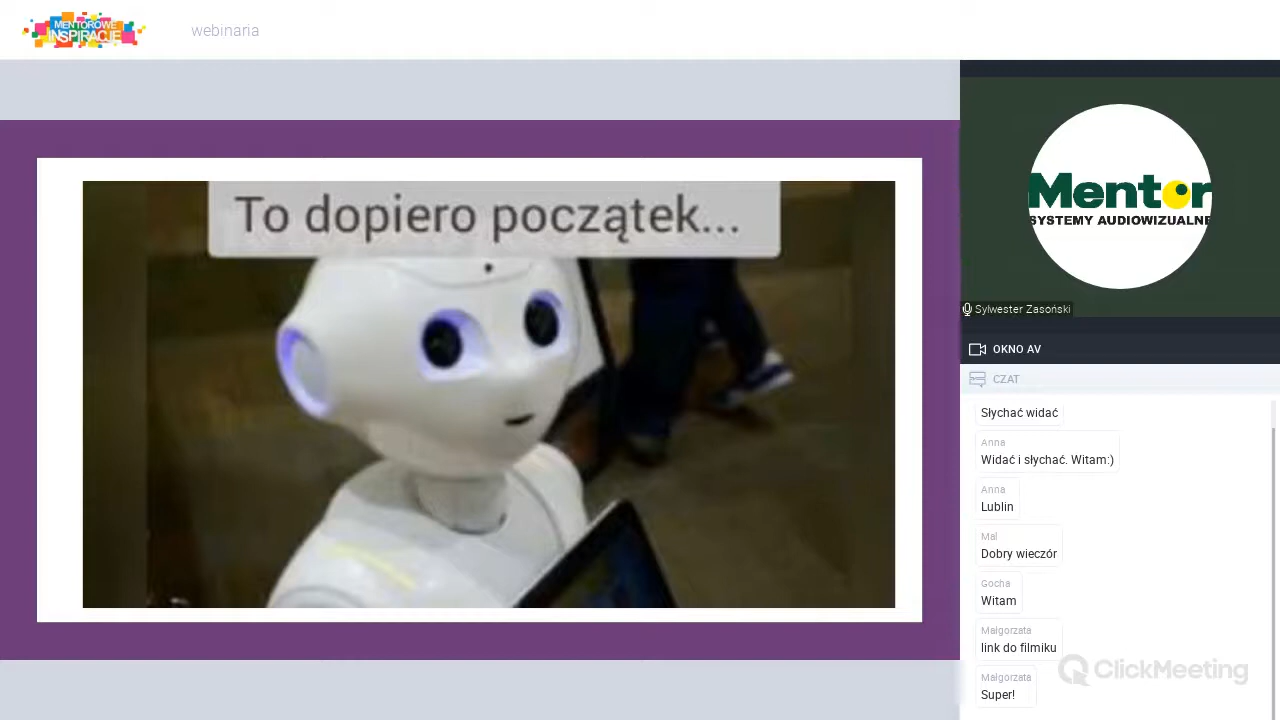 MENTOROWE
INSPIRACJE
webinaria
To dopiero początek...
Mentor
SYSTEMY AUDIOWIZUALNE
Sylwester Zasoński
OKNO AV
CZAT
Słychać widać
Anna
Widać i słychać. Witam:)
Anna
Lublin
Mal
Dobry wieczór
Gocha
Witam
Małgorzata
link do filmiku
Małgorzata
Super!
ClickMeeting